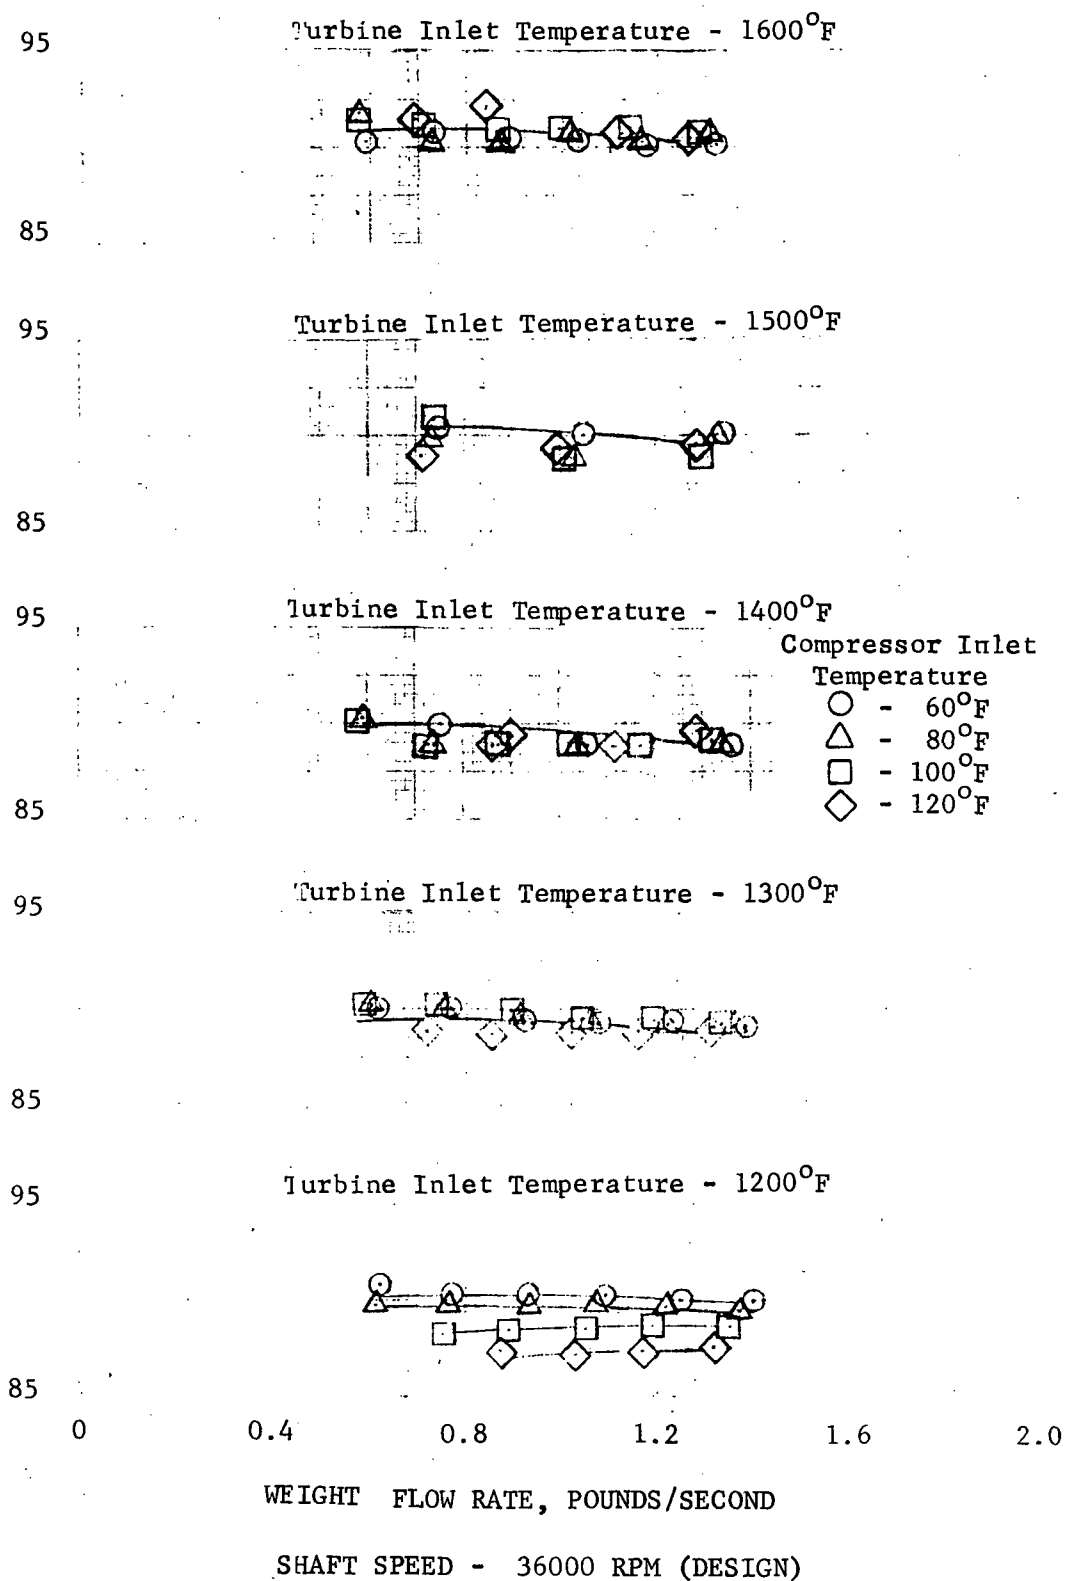 Turbine Inlet Temperature - 1600°F
95
85
Turbine Inlet Temperature - 1500°F
95
85
Turbine Inlet Temperature - 1400°F
95
Compressor Inlet
Temperature
○ - 60°F
△ - 80°F
□ - 100°F
◇ - 120°F
85
Turbine Inlet Temperature - 1300°F
95
85
Turbine Inlet Temperature - 1200°F
95
85
0 0.4 0.8 1.2 1.6 2.0
WEIGHT FLOW RATE, POUNDS/SECOND
SHAFT SPEED - 36000 RPM (DESIGN)